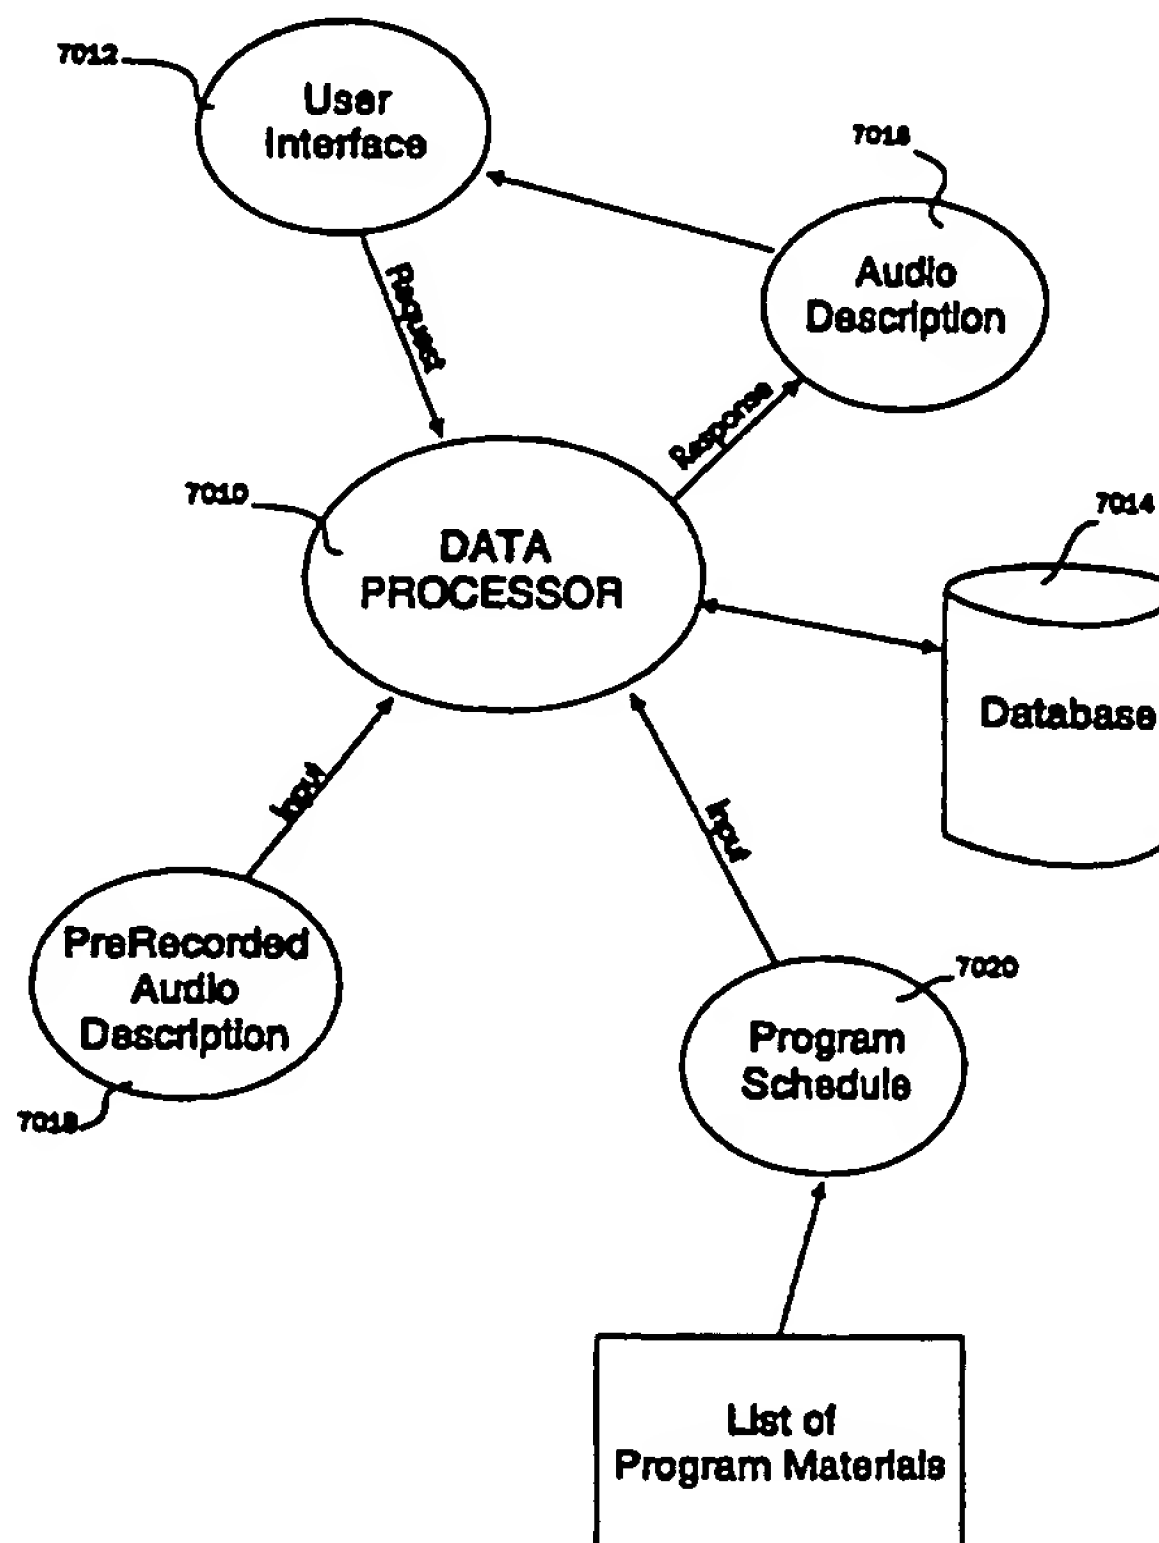 7012
User
Interface
7016
Audio
Description
Request
Response
7010
DATA
PROCESSOR
7014
Database
Input
Input
PreRecorded
Audio
Description
7018
7020
Program
Schedule
List of
Program Materials